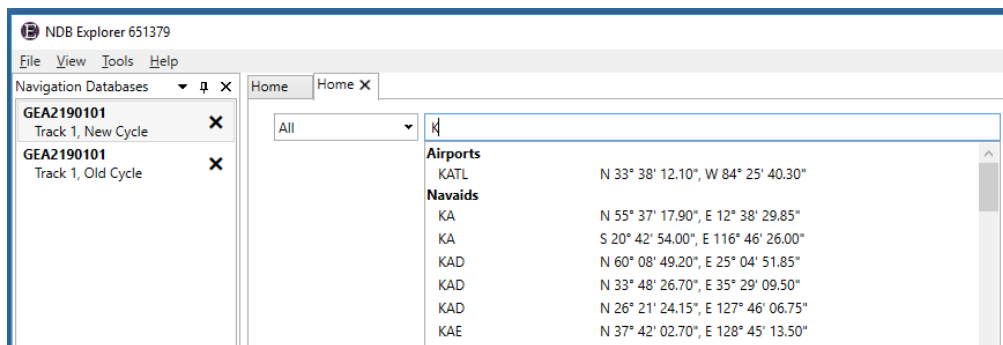 NDB Explorer 651379
File View Tools Help
Navigation Databases
Home Home
GEA2190101
Track 1, New Cycle
GEA2190101
Track 1, Old Cycle
All K
Airports
KATL N 33° 38' 12.10", W 84° 25' 40.30"
Navaids
KA N 55° 37' 17.90", E 12° 38' 29.85"
KA S 20° 42' 54.00", E 116° 46' 26.00"
KAD N 60° 08' 49.20", E 25° 04' 51.85"
KAD N 33° 48' 26.70", E 35° 29' 09.50"
KAD N 26° 21' 24.15", E 127° 46' 06.75"
KAE N 37° 42' 02.70", E 128° 45' 13.50"